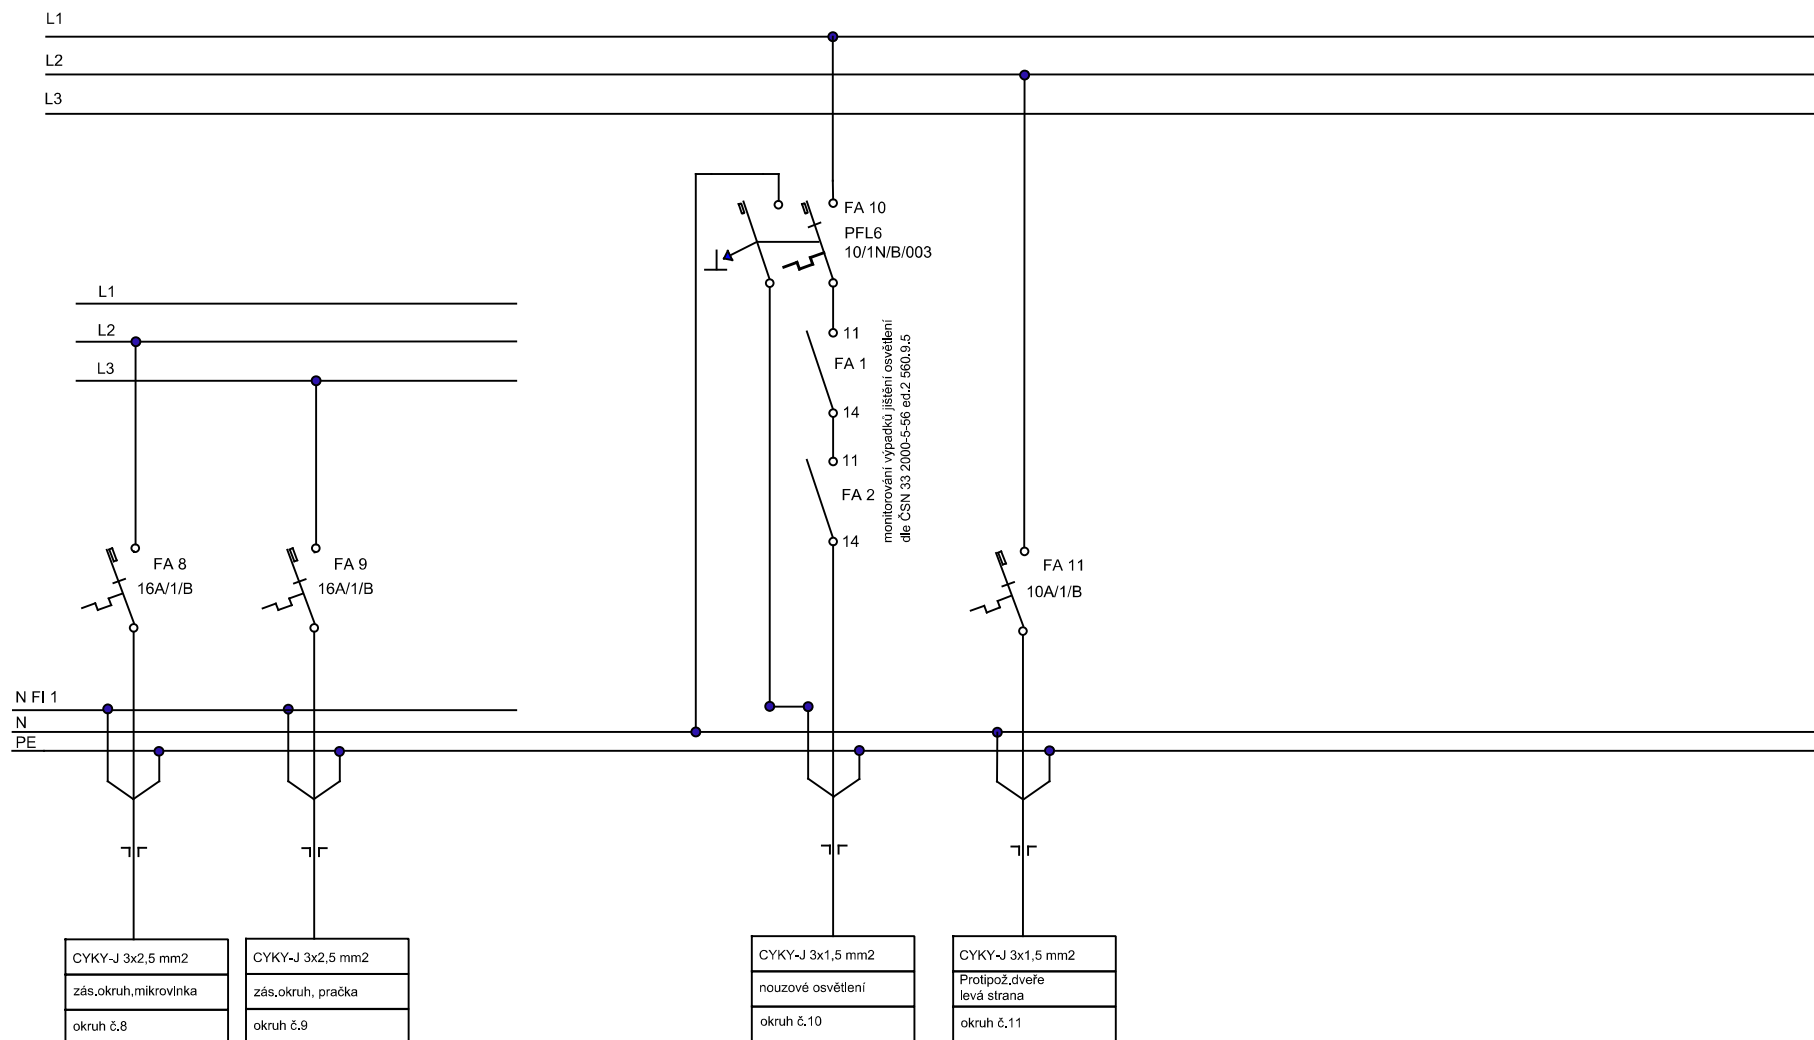 L1
L2
L3
FA 10
PFL6
10/1N/B/003
L1
L2
L3
11
FA 1
14
11
FA 2
14
monitorování výpadků jištění osvětlení
dle ČSN 33 2000-5-56 ed.2 560.9.5
FA 8
16A/1/B
FA 9
16A/1/B
FA 11
10A/1/B
N FI 1
N
PE
CYKY-J 3x2,5 mm2
zás.okruh,mikrovlnka
okruh č.8
CYKY-J 3x2,5 mm2
zás.okruh, pračka
okruh č.9
CYKY-J 3x1,5 mm2
nouzové osvětlení
okruh č.10
CYKY-J 3x1,5 mm2
Protipož.dveře
levá strana
okruh č.11